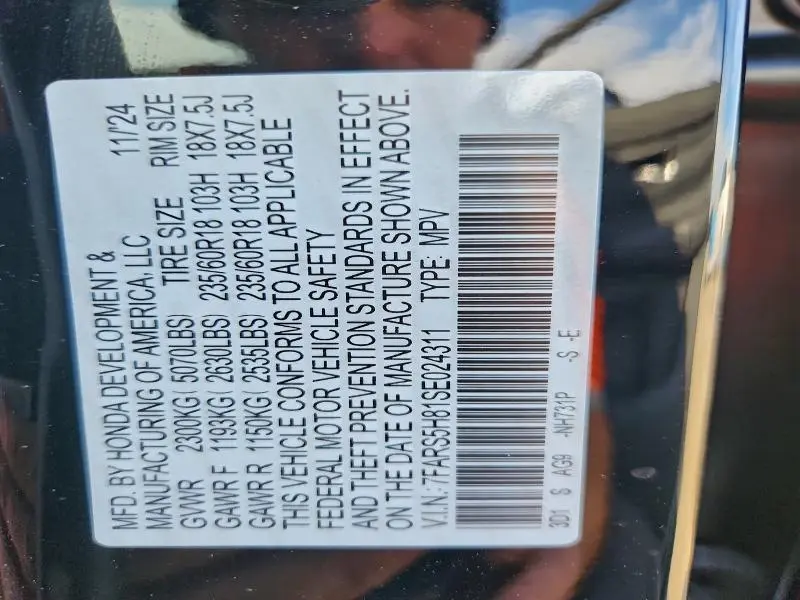 MFD. BY HONDA DEVELOPMENT & 11/'24
MANUFACTURING OF AMERICA, LLC
TIRE SIZE RIM SIZE
GVWR 2300KG ( 5070LBS)
GAWR F 1193KG ( 2630LBS) 235/60R18 103H 18X7.5J
GAWR R 1150KG ( 2535LBS) 235/60R18 103H 18X7.5J
THIS VEHICLE CONFORMS TO ALL APPLICABLE
FEDERAL MOTOR VEHICLE SAFETY
AND THEFT PREVENTION STANDARDS IN EFFECT
ON THE DATE OF MANUFACTURE SHOWN ABOVE.
V.I.N.: 7FARS5H81SE024311 TYPE: MPV
3D1 S AG9 -NH731P -S -E